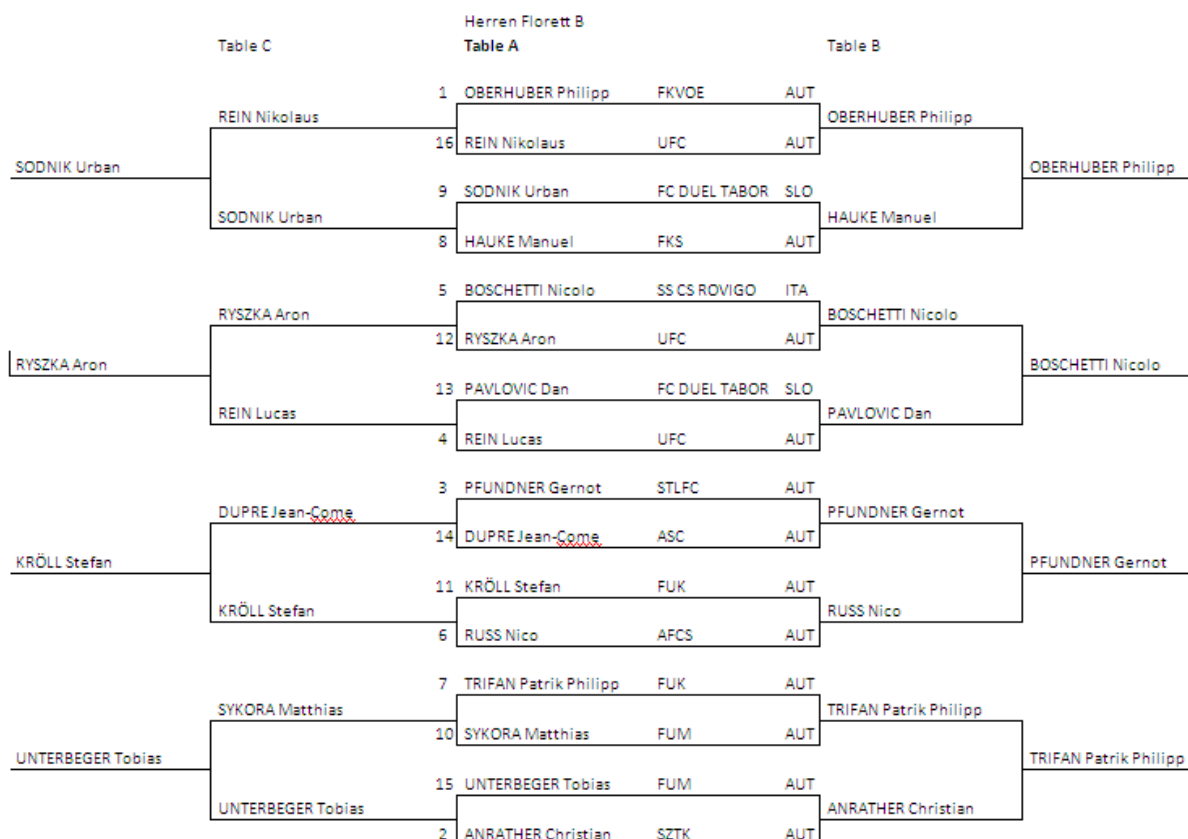 Herren Florett B
Table C Table A Table B
1 OBERHUBER Philipp FKVOE AUT
REIN Nikolaus OBERHUBER Philipp
16 REIN Nikolaus UFC AUT
SODNIK Urban OBERHUBER Philipp
9 SODNIK Urban FC DUEL TABOR SLO
SODNIK Urban HAUKE Manuel
8 HAUKE Manuel FKS AUT
5 BOSCHETTI Nicolo SS CS ROVIGO ITA
RYSZKA Aron BOSCHETTI Nicolo
12 RYSZKA Aron UFC AUT
RYSZKA Aron BOSCHETTI Nicolo
13 PAVLOVIC Dan FC DUEL TABOR SLO
REIN Lucas PAVLOVIC Dan
4 REIN Lucas UFC AUT
3 PFUNDNER Gernot STLFC AUT
DUPRE Jean-Come PFUNDNER Gernot
14 DUPRE Jean-Come ASC AUT
KRÖLL Stefan PFUNDNER Gernot
11 KRÖLL Stefan FUK AUT
KRÖLL Stefan RUSS Nico
6 RUSS Nico AFCS AUT
7 TRIFAN Patrik Philipp FUK AUT
SYKORA Matthias TRIFAN Patrik Philipp
10 SYKORA Matthias FUM AUT
UNTERBEGER Tobias TRIFAN Patrik Philipp
15 UNTERBEGER Tobias FUM AUT
UNTERBEGER Tobias ANRATHER Christian
2 ANRATHER Christian SZTK AUT